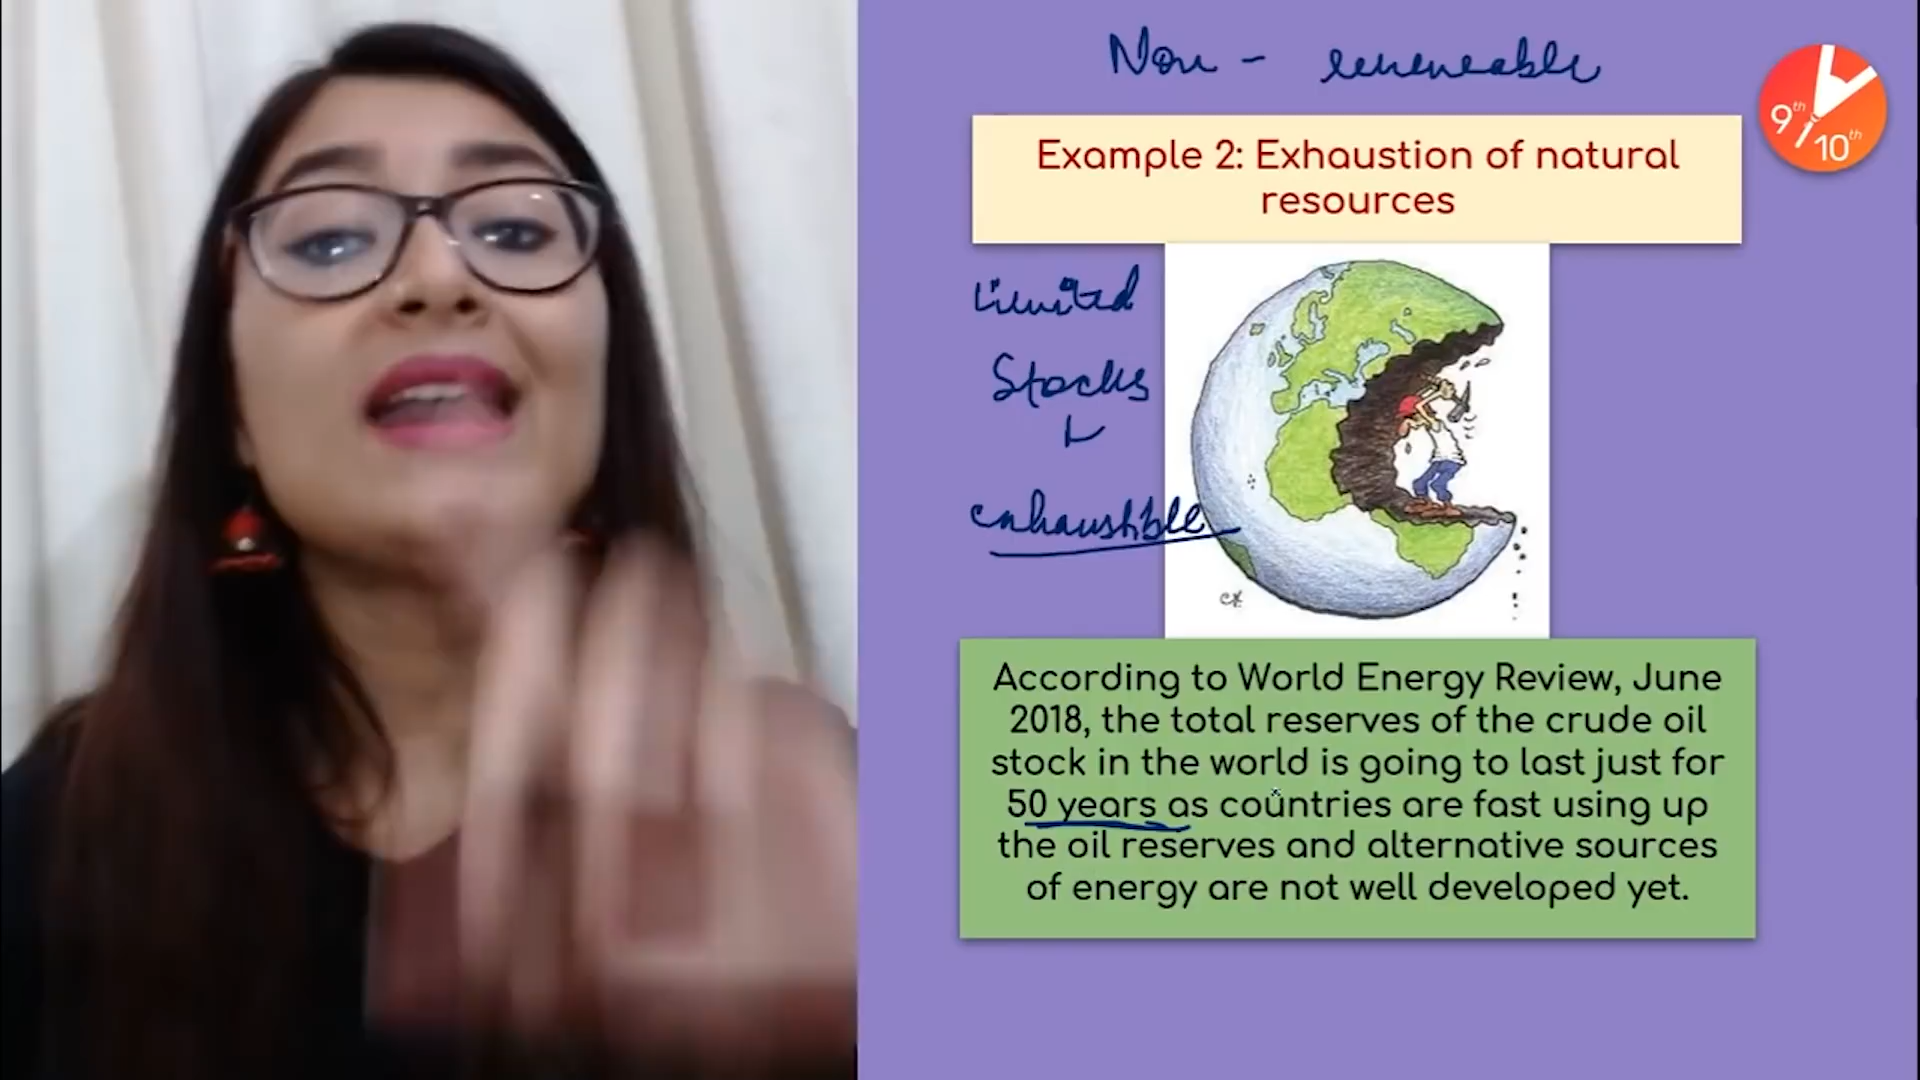 Non - reneweable
9th
10th
Example 2: Exhaustion of natural
resources
Limited
Stocks
exhaustible
CK
According to World Energy Review, June
2018, the total reserves of the crude oil
stock in the world is going to last just for
50 years as countries are fast using up
the oil reserves and alternative sources
of energy are not well developed yet.